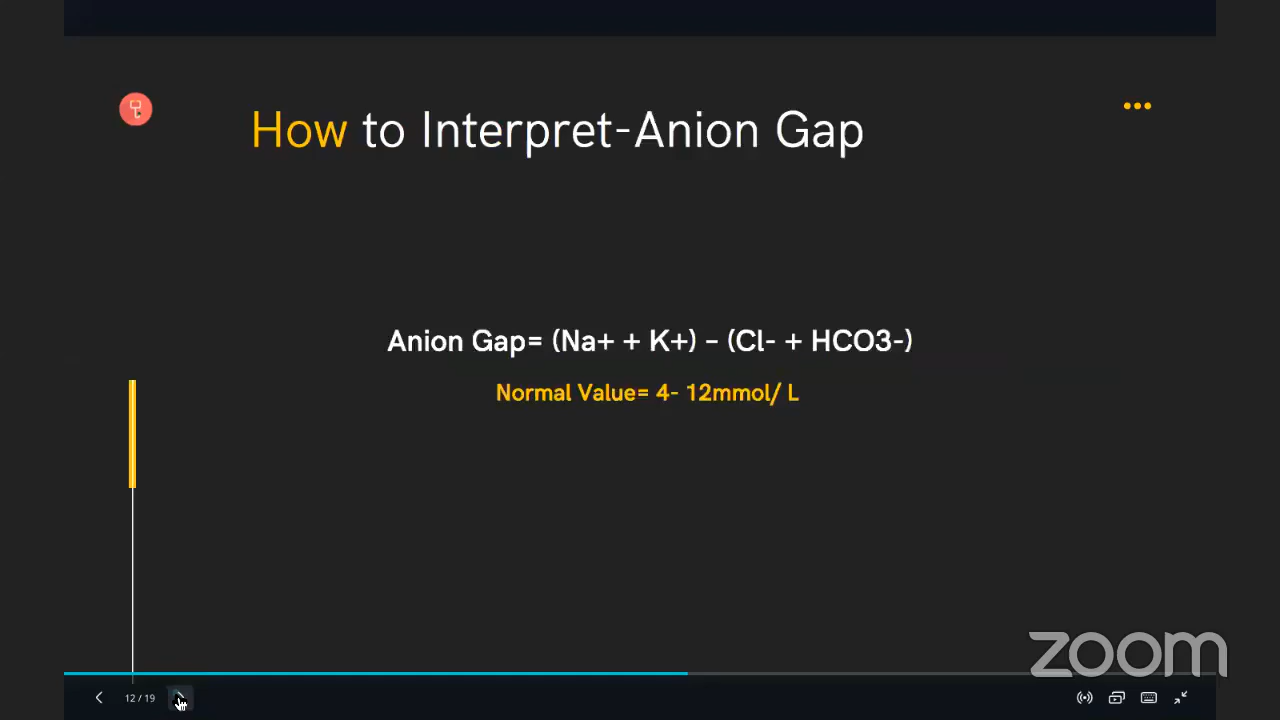 How to Interpret-Anion Gap
Anion Gap= (Na+ + K+) – (Cl- + HCO3-)
Normal Value= 4- 12mmol/ L
zoom
12 / 19